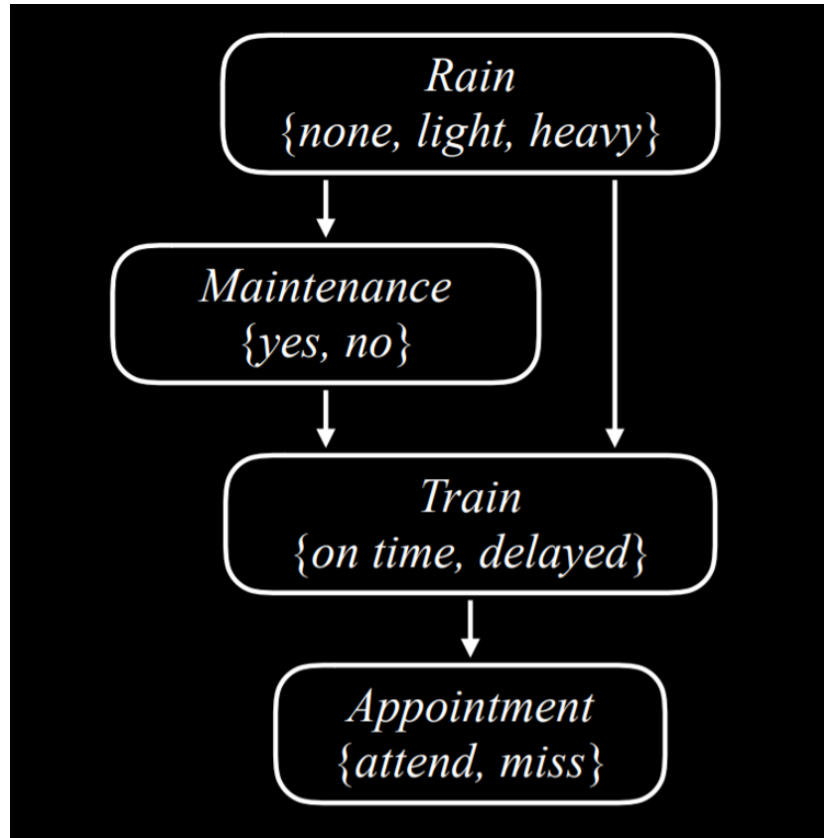 Rain
{none, light, heavy}
Maintenance
{yes, no}
Train
{on time, delayed}
Appointment
{attend, miss}